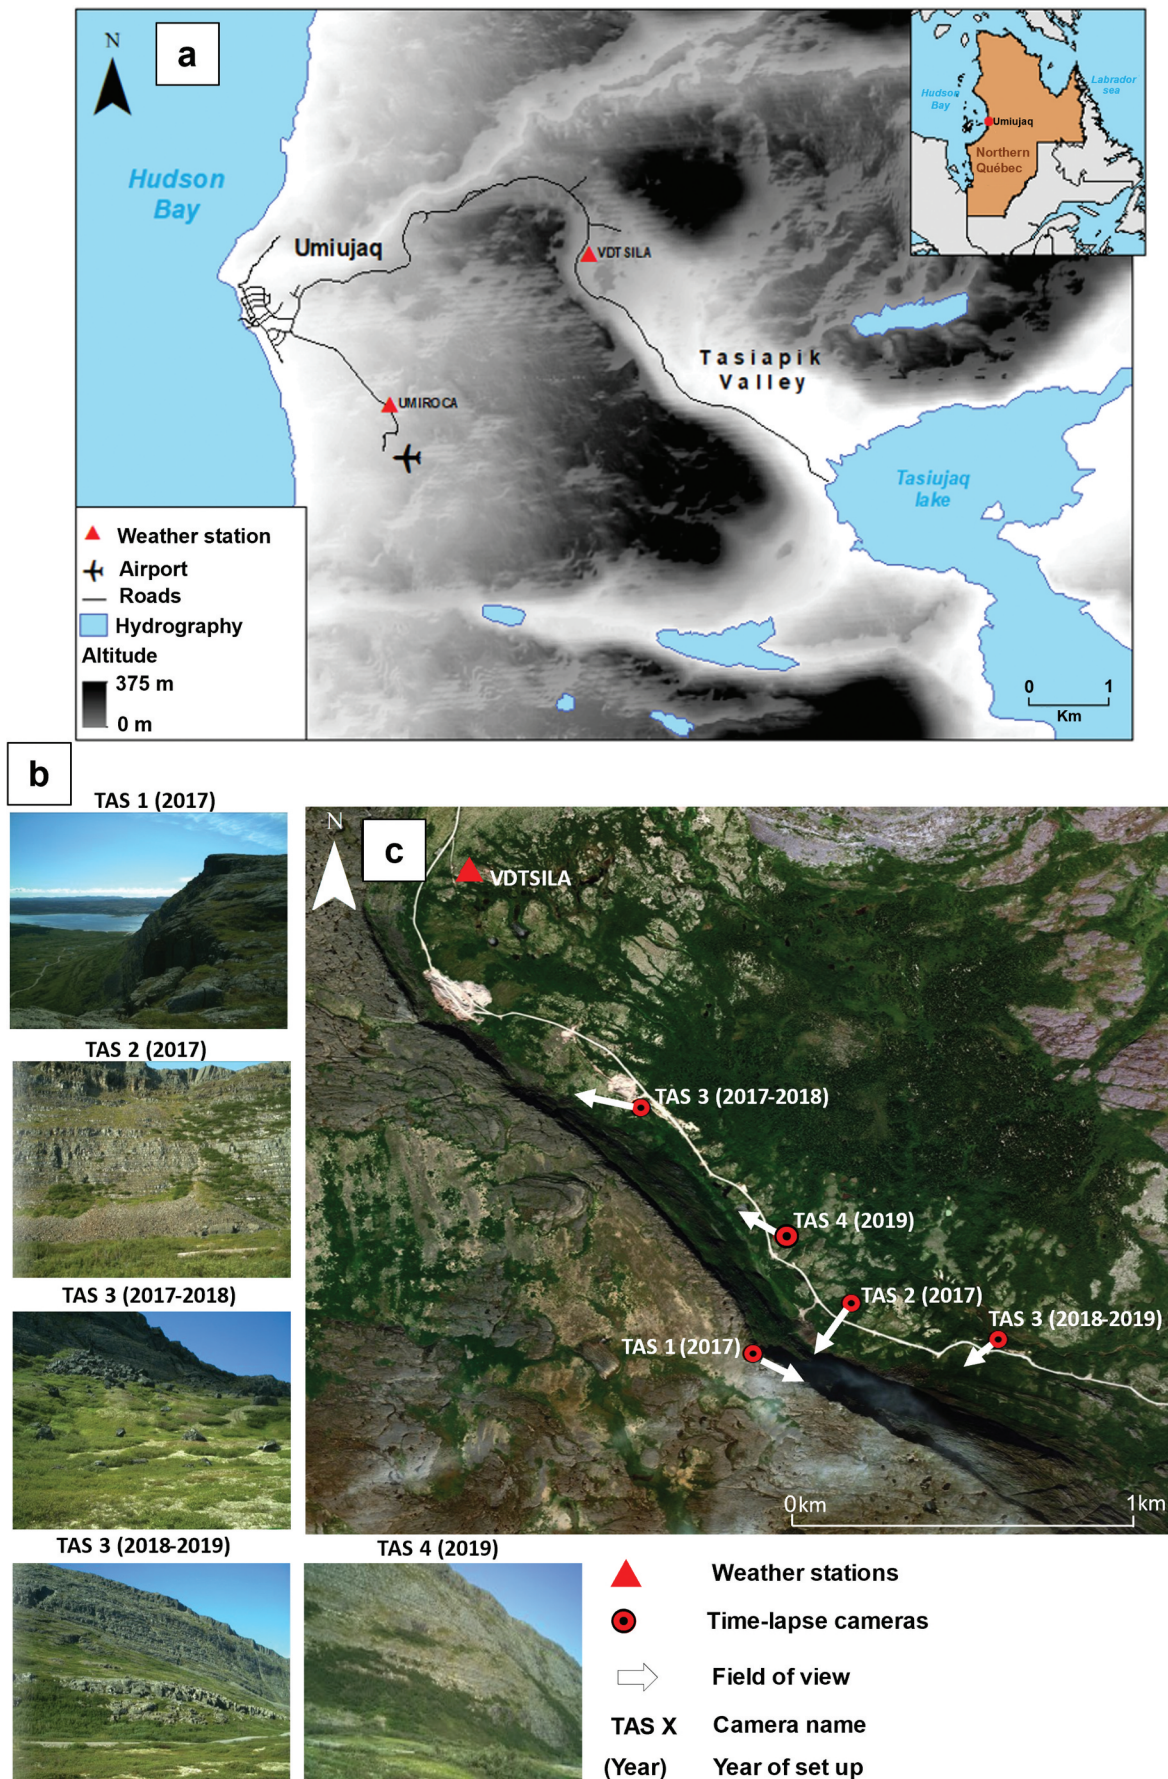 a
N
Hudson
Bay
Umiujaq
VDTSILA
UMIROCA
Tasiapik
Valley
Tasiujaq
lake
Hudson
Bay
Labrador
sea
Umiujaq
Northern
Québec
Weather station
Airport
Roads
Hydrography
Altitude
375 m
0 m
0 1
Km
b
TAS 1 (2017)
TAS 2 (2017)
TAS 3 (2017-2018)
TAS 3 (2018-2019)
TAS 4 (2019)
c
N
VDTSILA
TAS 3 (2017-2018)
TAS 4 (2019)
TAS 2 (2017)
TAS 3 (2018-2019)
TAS 1 (2017)
0km 1km
Weather stations
Time-lapse cameras
Field of view
TAS X Camera name
(Year) Year of set up